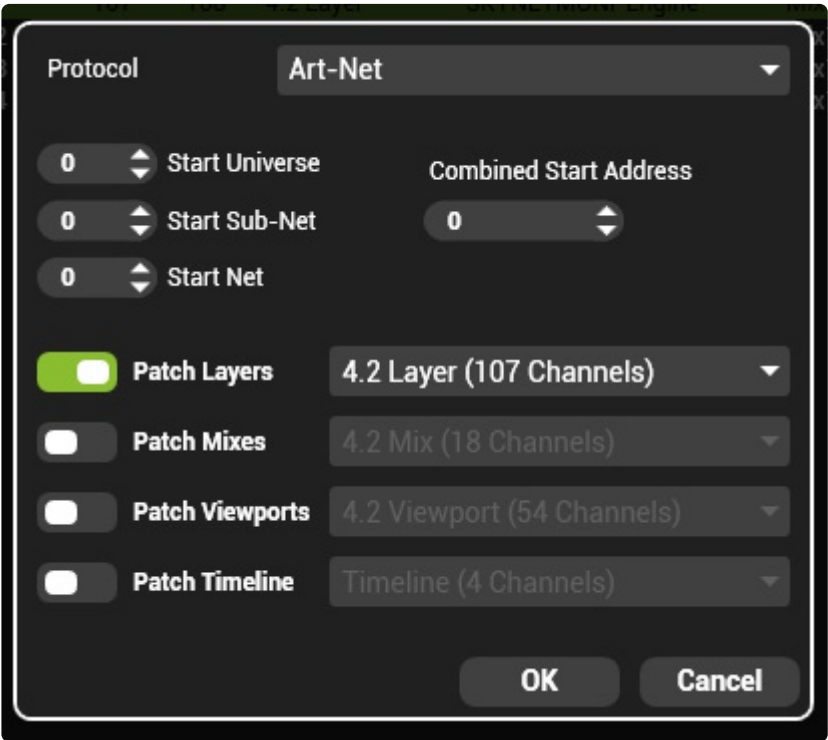 Protocol Art-Net
0 Start Universe
Combined Start Address
0 Start Sub-Net 0
0 Start Net
Patch Layers 4.2 Layer (107 Channels)
Patch Mixes 4.2 Mix (18 Channels)
Patch Viewports 4.2 Viewport (54 Channels)
Patch Timeline Timeline (4 Channels)
OK Cancel